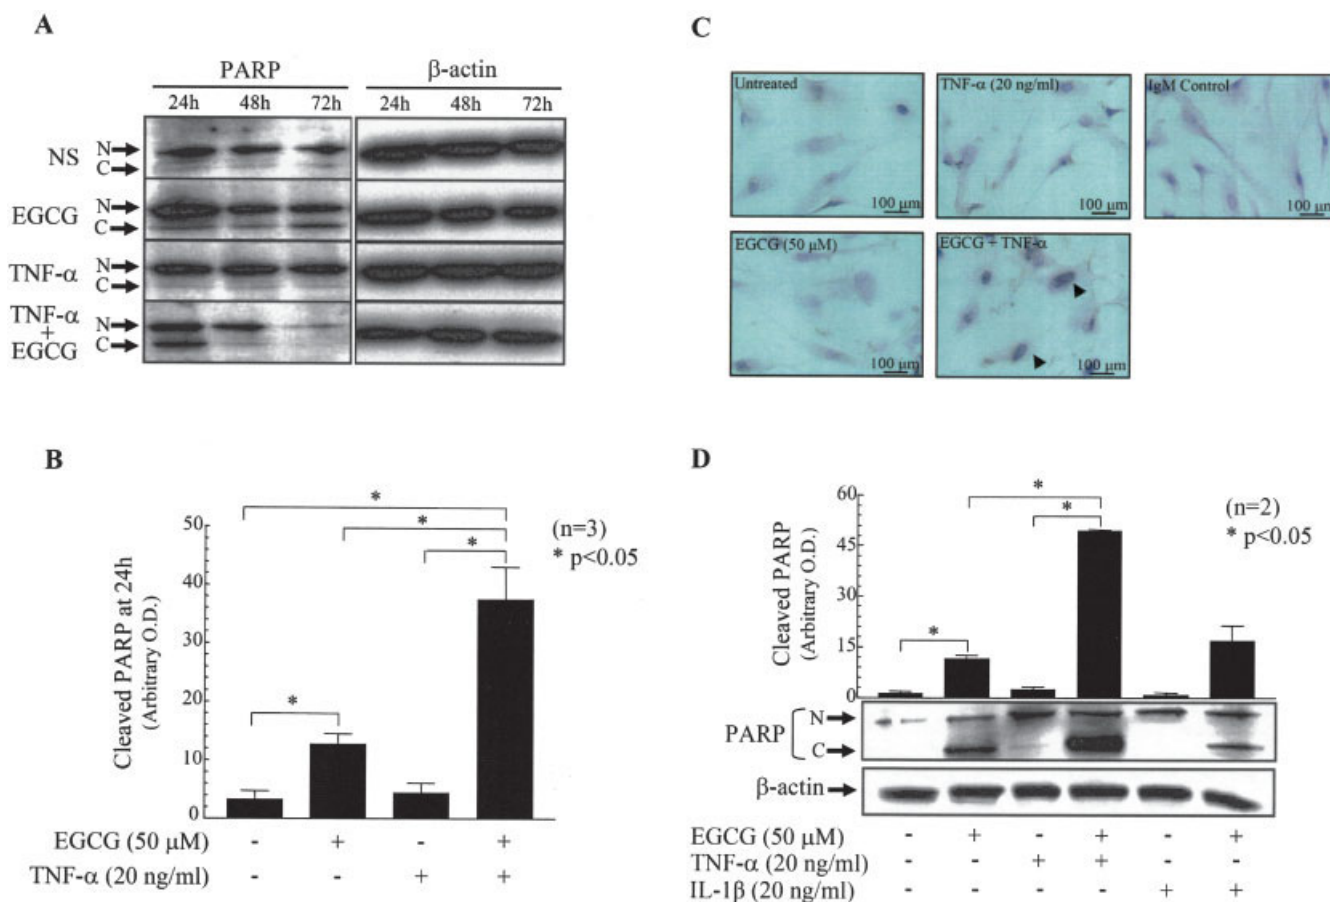 A
PARP β-actin
24h 48h 72h 24h 48h 72h
NS N C
EGCG N C
TNF-α N C
TNF-α + EGCG N C
B
Cleaved PARP at 24h
(Arbitrary O.D.)
50
40
30
20
10
0
* * * *
(n=3)
* p<0.05
EGCG (50 μM) - + - +
TNF-α (20 ng/ml) - - + +
C
Untreated TNF-α (20 ng/ml) IgM Control
100 μm 100 μm 100 μm
EGCG (50 μM) EGCG + TNF-α
100 μm 100 μm
D
Cleaved PARP
(Arbitrary O.D.)
60
45
30
15
0
* * *
(n=2)
* p<0.05
PARP N C
β-actin
EGCG (50 μM) - + - + - +
TNF-α (20 ng/ml) - - + + - -
IL-1β (20 ng/ml) - - - - + +